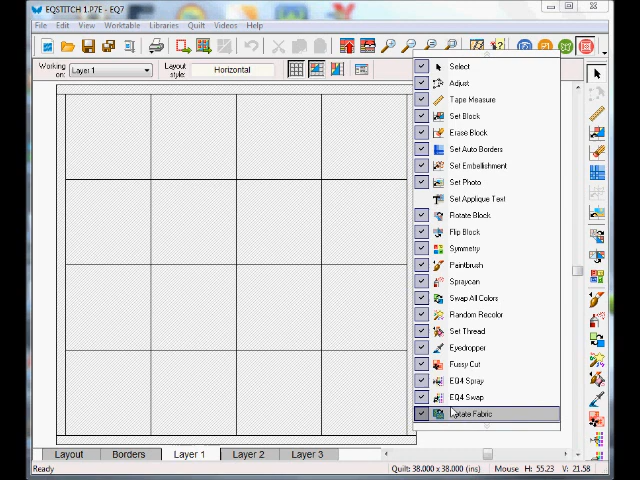 EQSTITCH 1.P7E - EQ7
File Edit View Worktable Libraries Quilt Videos Help
Working on: Layer 1 Layout style: Horizontal
Select
Adjust
Tape Measure
Set Block
Erase Block
Set Auto Borders
Set Embellishment
Set Photo
Set Applique Text
Rotate Block
Flip Block
Symmetry
Paintbrush
Spraycan
Swap All Colors
Random Recolor
Set Thread
Eyedropper
Fussy Cut
EQ4 Spray
EQ4 Swap
Rotate Fabric
Layout Borders Layer 1 Layer 2 Layer 3
Ready Quilt: 38.000 x 38.000 (ins) Mouse H: 55.23 V: 21.58